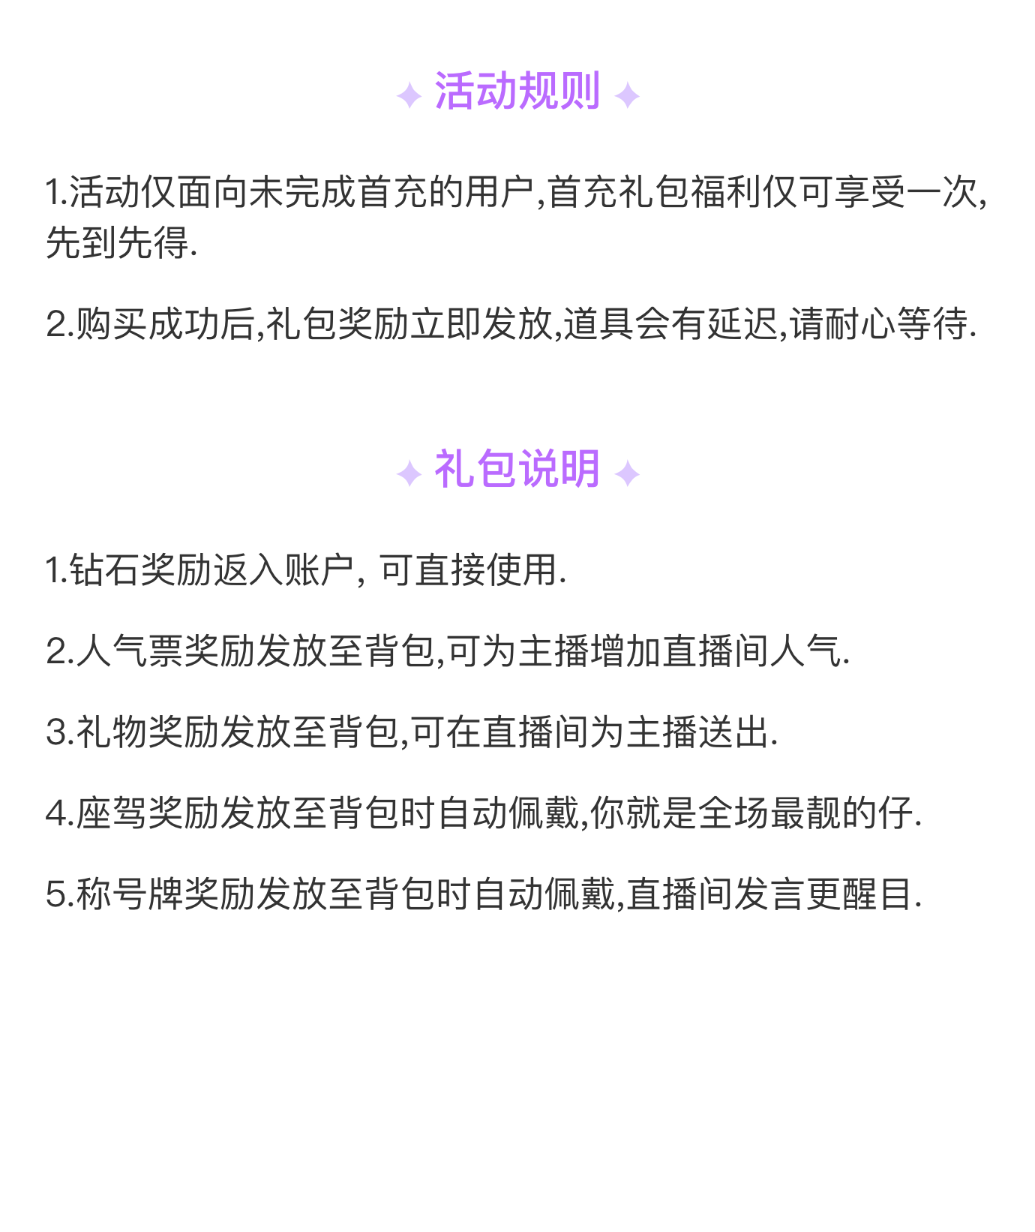 活动规则
1.活动仅面向未完成首充的用户,首充礼包福利仅可享受一次,
先到先得.
2.购买成功后,礼包奖励立即发放,道具会有延迟,请耐心等待.
礼包说明
1.钻石奖励返入账户, 可直接使用.
2.人气票奖励发放至背包,可为主播增加直播间人气.
3.礼物奖励发放至背包,可在直播间为主播送出.
4.座驾奖励发放至背包时自动佩戴,你就是全场最靓的仔.
5.称号牌奖励发放至背包时自动佩戴,直播间发言更醒目.